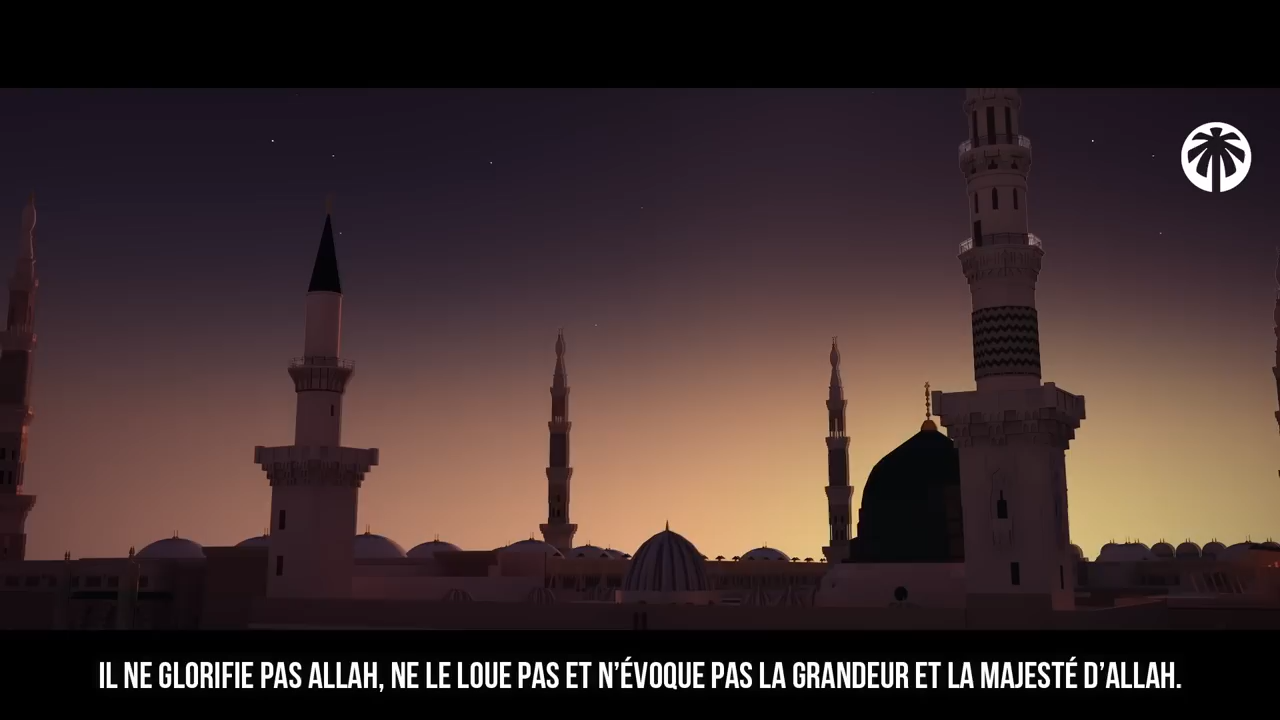 IL NE GLORIFIE PAS ALLAH, NE LE LOUE PAS ET N’ÉVOQUE PAS LA GRANDEUR ET LA MAJESTÉ D’ALLAH.